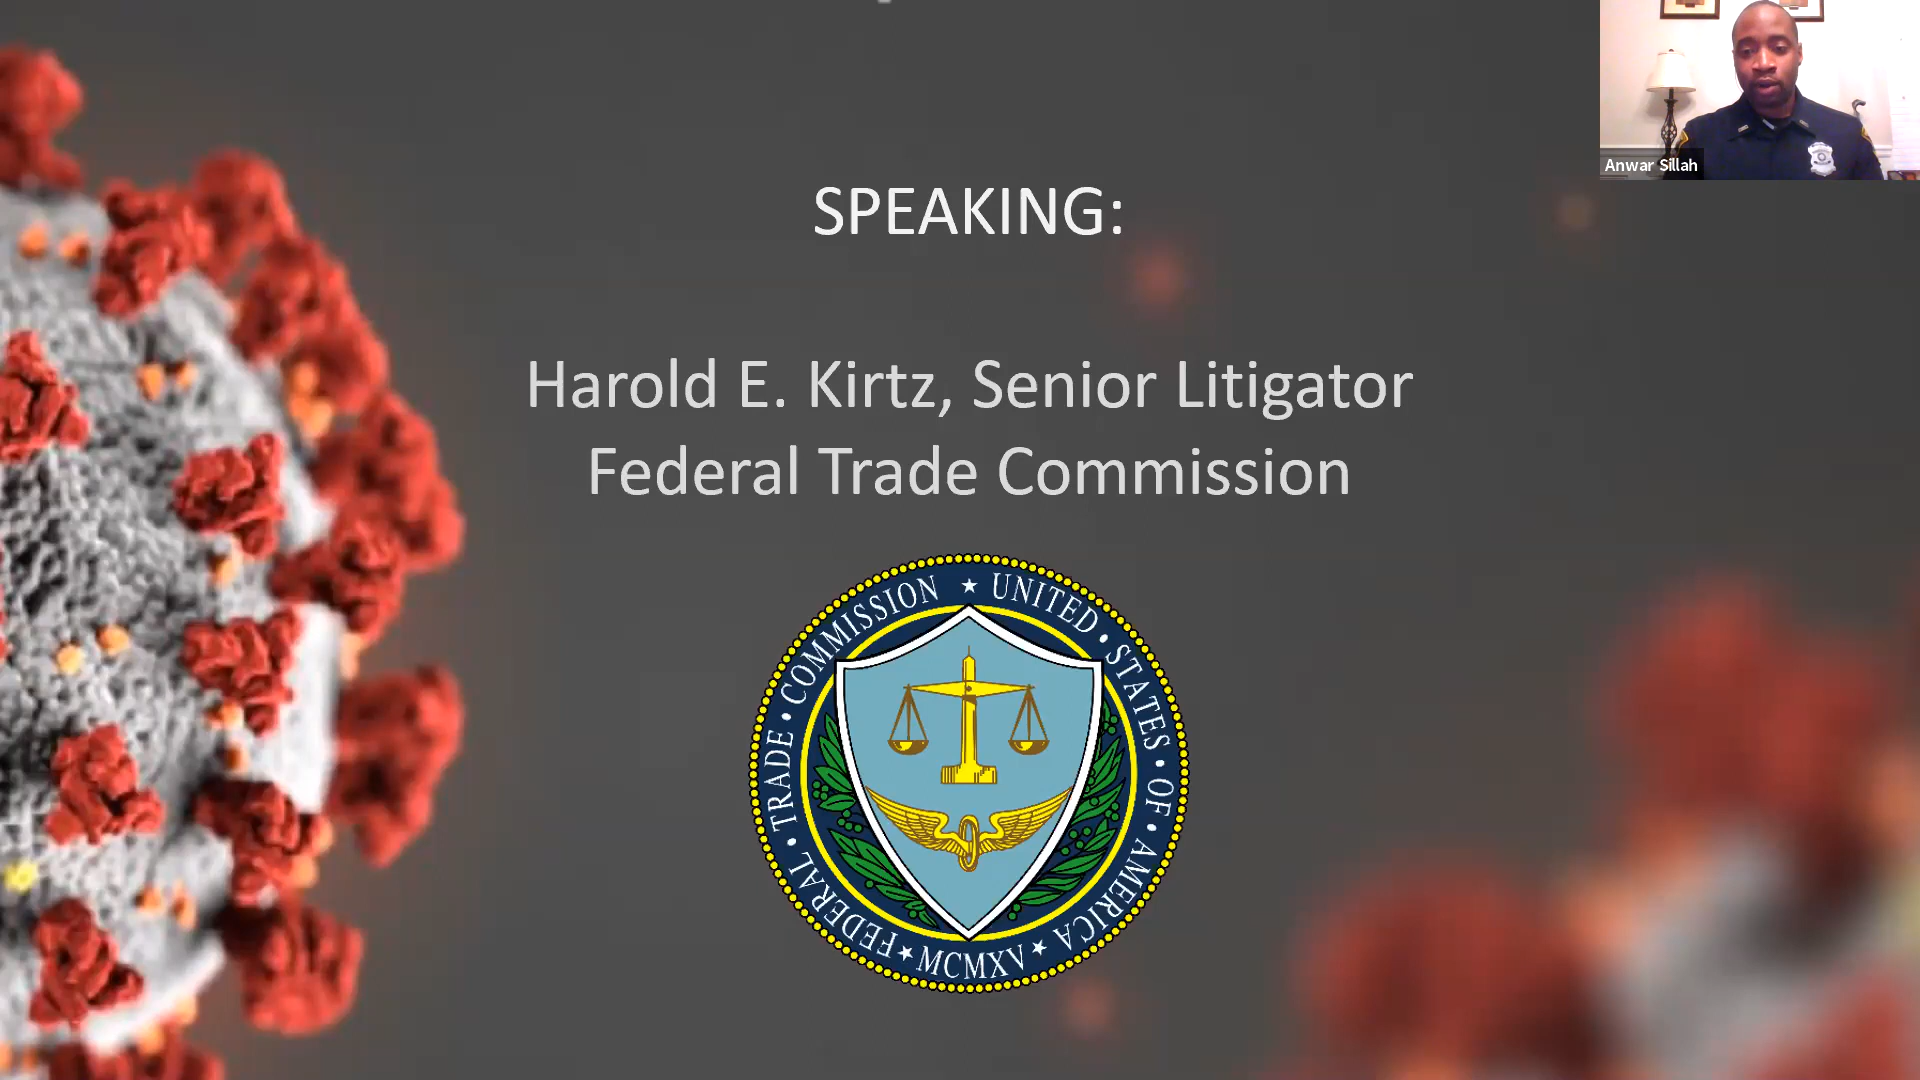 SPEAKING:
Harold E. Kirtz, Senior Litigator
Federal Trade Commission
FEDERAL • TRADE • COMMISSION ★ UNITED • STATES • OF • AMERICA ★ MCMXV ★
Anwar Sillah